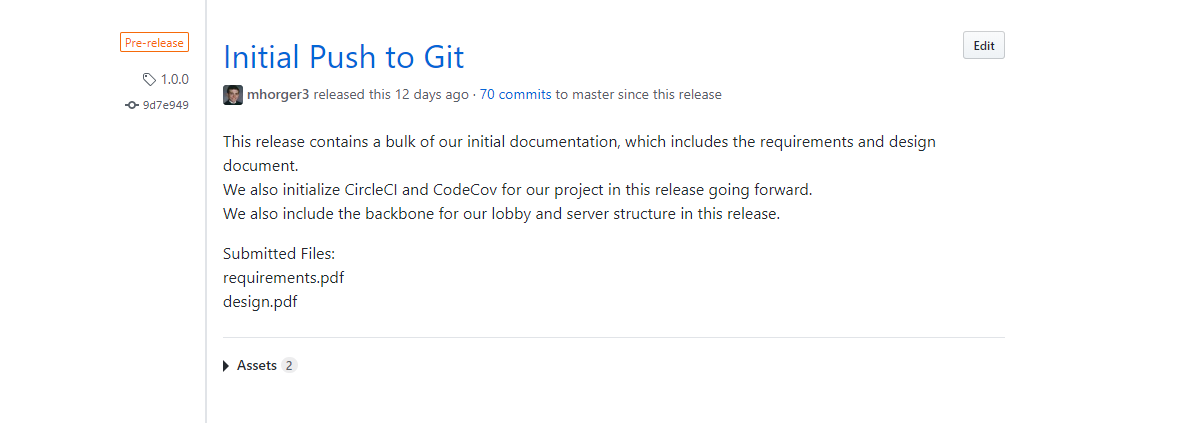 Pre-release
1.0.0
9d7e949
Initial Push to Git
Edit
mhorger3 released this 12 days ago · 70 commits to master since this release
This release contains a bulk of our initial documentation, which includes the requirements and design
document.
We also initialize CircleCI and CodeCov for our project in this release going forward.
We also include the backbone for our lobby and server structure in this release.
Submitted Files:
requirements.pdf
design.pdf
Assets 2